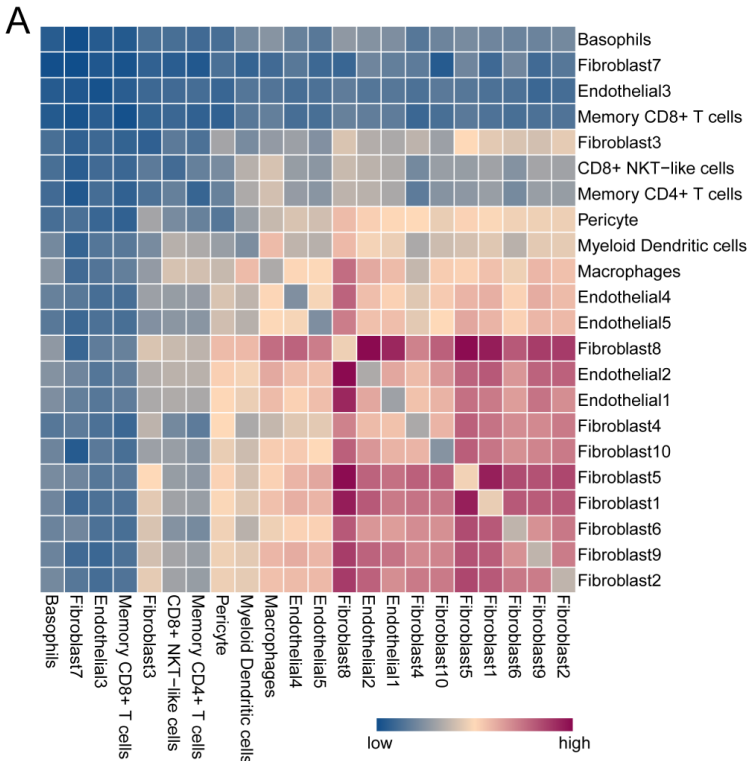 A
Basophils
Fibroblast7
Endothelial3
Memory CD8+ T cells
Fibroblast3
CD8+ NKT−like cells
Memory CD4+ T cells
Pericyte
Myeloid Dendritic cells
Macrophages
Endothelial4
Endothelial5
Fibroblast8
Endothelial2
Endothelial1
Fibroblast4
Fibroblast10
Fibroblast5
Fibroblast1
Fibroblast6
Fibroblast9
Fibroblast2
Basophils
Fibroblast7
Endothelial3
Memory CD8+ T cells
Fibroblast3
CD8+ NKT−like cells
Memory CD4+ T cells
Pericyte
Myeloid Dendritic cells
Macrophages
Endothelial4
Endothelial5
Fibroblast8
Endothelial2
Endothelial1
Fibroblast4
Fibroblast10
Fibroblast5
Fibroblast1
Fibroblast6
Fibroblast9
Fibroblast2
low high